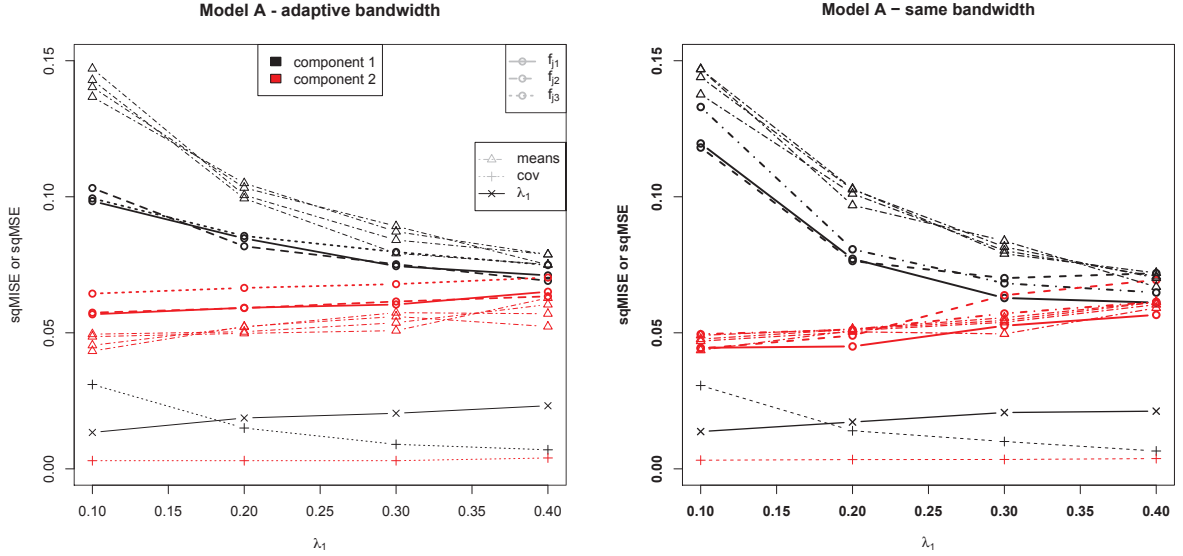 Model A - adaptive bandwidth
sqMISE or sqMSE
0.15
0.10
0.05
0.00
component 1
component 2
fj1
fj2
fj3
means
cov
λ1
0.10 0.15 0.20 0.25 0.30 0.35 0.40
λ1
Model A − same bandwidth
sqMISE or sqMSE
0.15
0.10
0.05
0.00
0.10 0.15 0.20 0.25 0.30 0.35 0.40
λ1